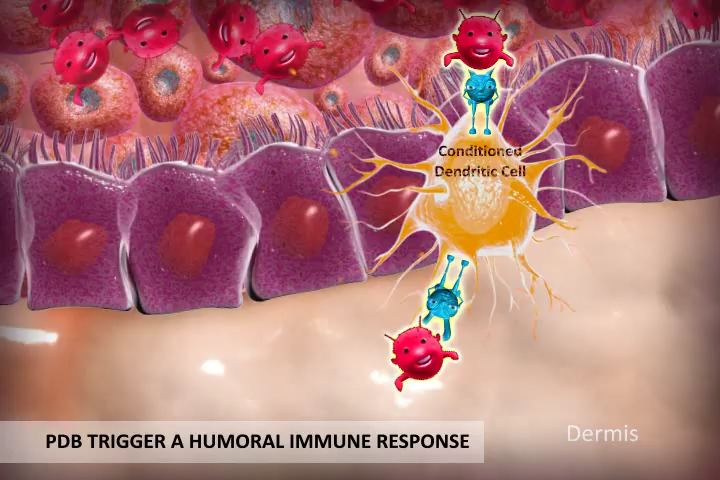 Conditioned
Dendritic Cell
PDB TRIGGER A HUMORAL IMMUNE RESPONSE
Dermis